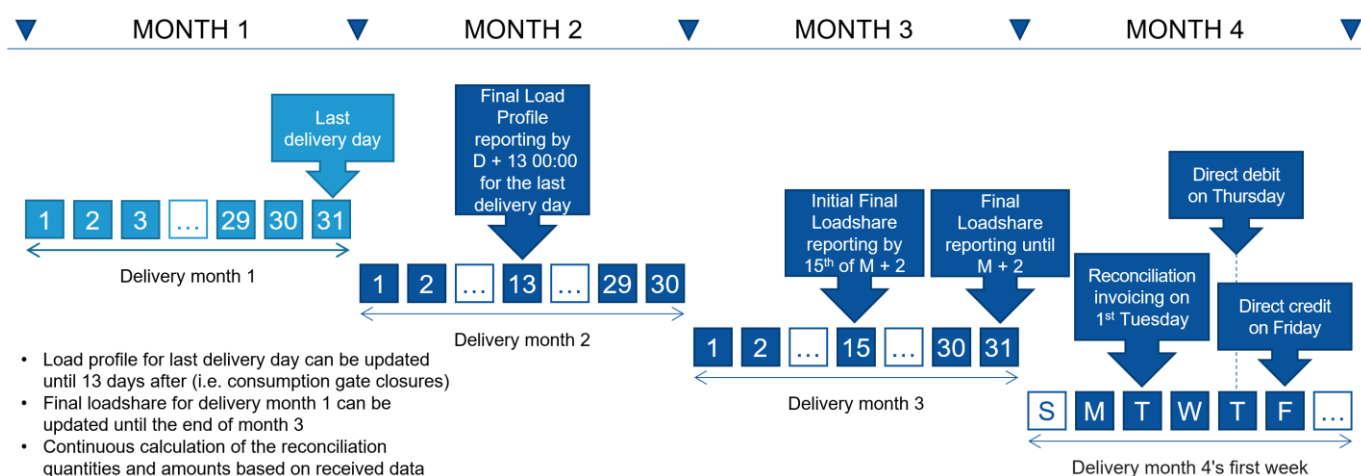 MONTH 1
MONTH 2
MONTH 3
MONTH 4
Last
delivery day
1 2 3 ... 29 30 31
Delivery month 1
Final Load
Profile
reporting by
D + 13 00:00
for the last
delivery day
1 2 ... 13 ... 29 30
Delivery month 2
Initial Final
Loadshare
reporting by
15th of M + 2
Final
Loadshare
reporting until
M + 2
1 2 ... 15 ... 30 31
Delivery month 3
Direct debit
on Thursday
Reconciliation
invoicing on
1st Tuesday
Direct credit
on Friday
S M T W T F ...
Delivery month 4's first week
• Load profile for last delivery day can be updated
until 13 days after (i.e. consumption gate closures)
• Final loadshare for delivery month 1 can be
updated until the end of month 3
• Continuous calculation of the reconciliation
quantities and amounts based on received data